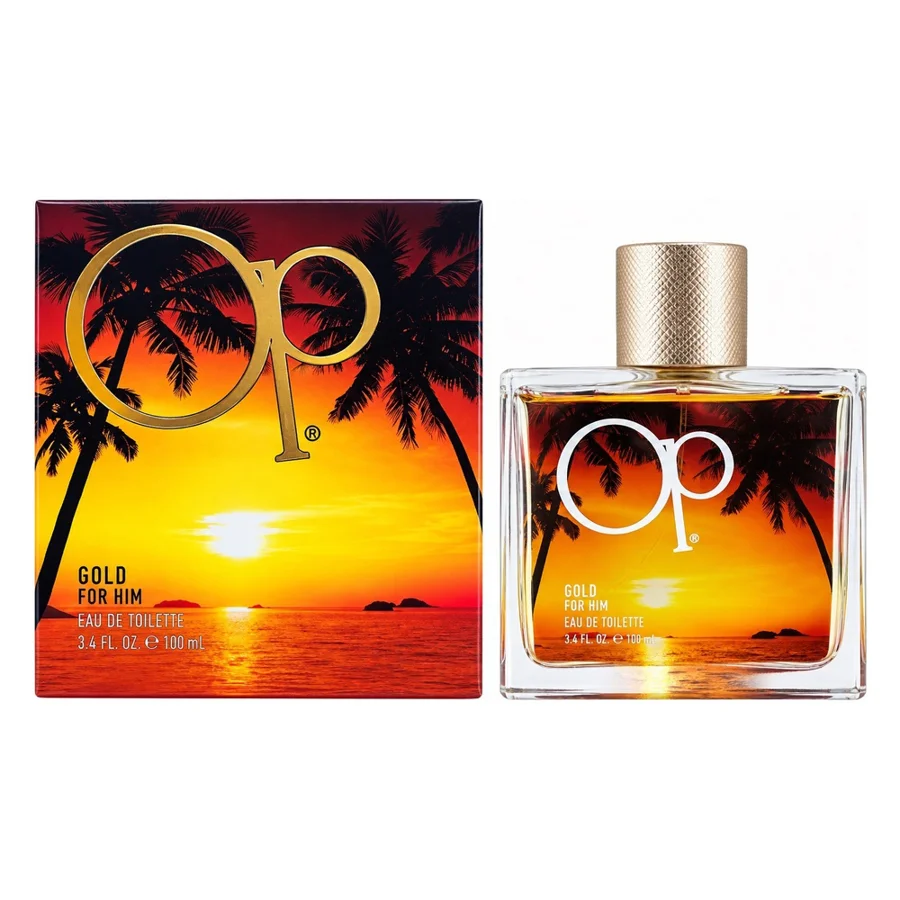 Op®
GOLD
FOR HIM
EAU DE TOILETTE
3.4 FL. OZ. ℮ 100 mL
Op®
GOLD
FOR HIM
EAU DE TOILETTE
3.4 FL. OZ. ℮ 100 mL